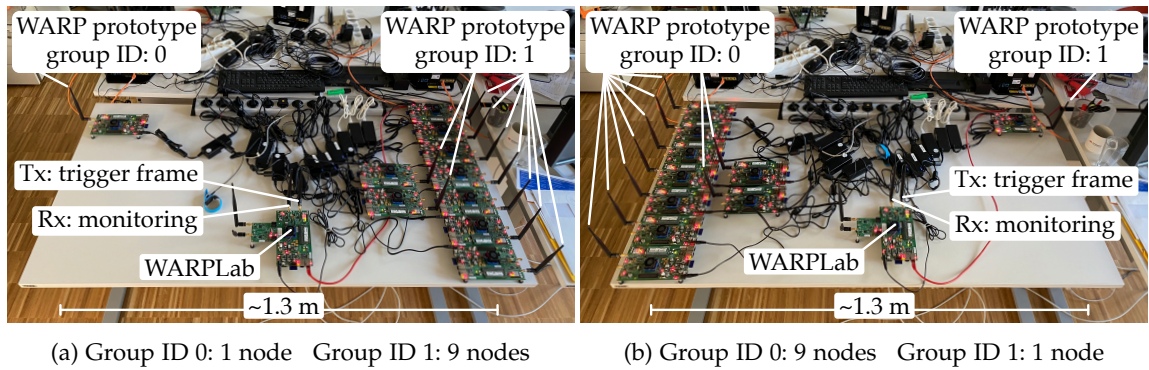 WARP prototype
group ID: 0
WARP prototype
group ID: 1
Tx: trigger frame
Rx: monitoring
WARPLab
~1.3 m
(a) Group ID 0: 1 node Group ID 1: 9 nodes
WARP prototype
group ID: 0
WARP prototype
group ID: 1
Tx: trigger frame
Rx: monitoring
WARPLab
~1.3 m
(b) Group ID 0: 9 nodes Group ID 1: 1 node